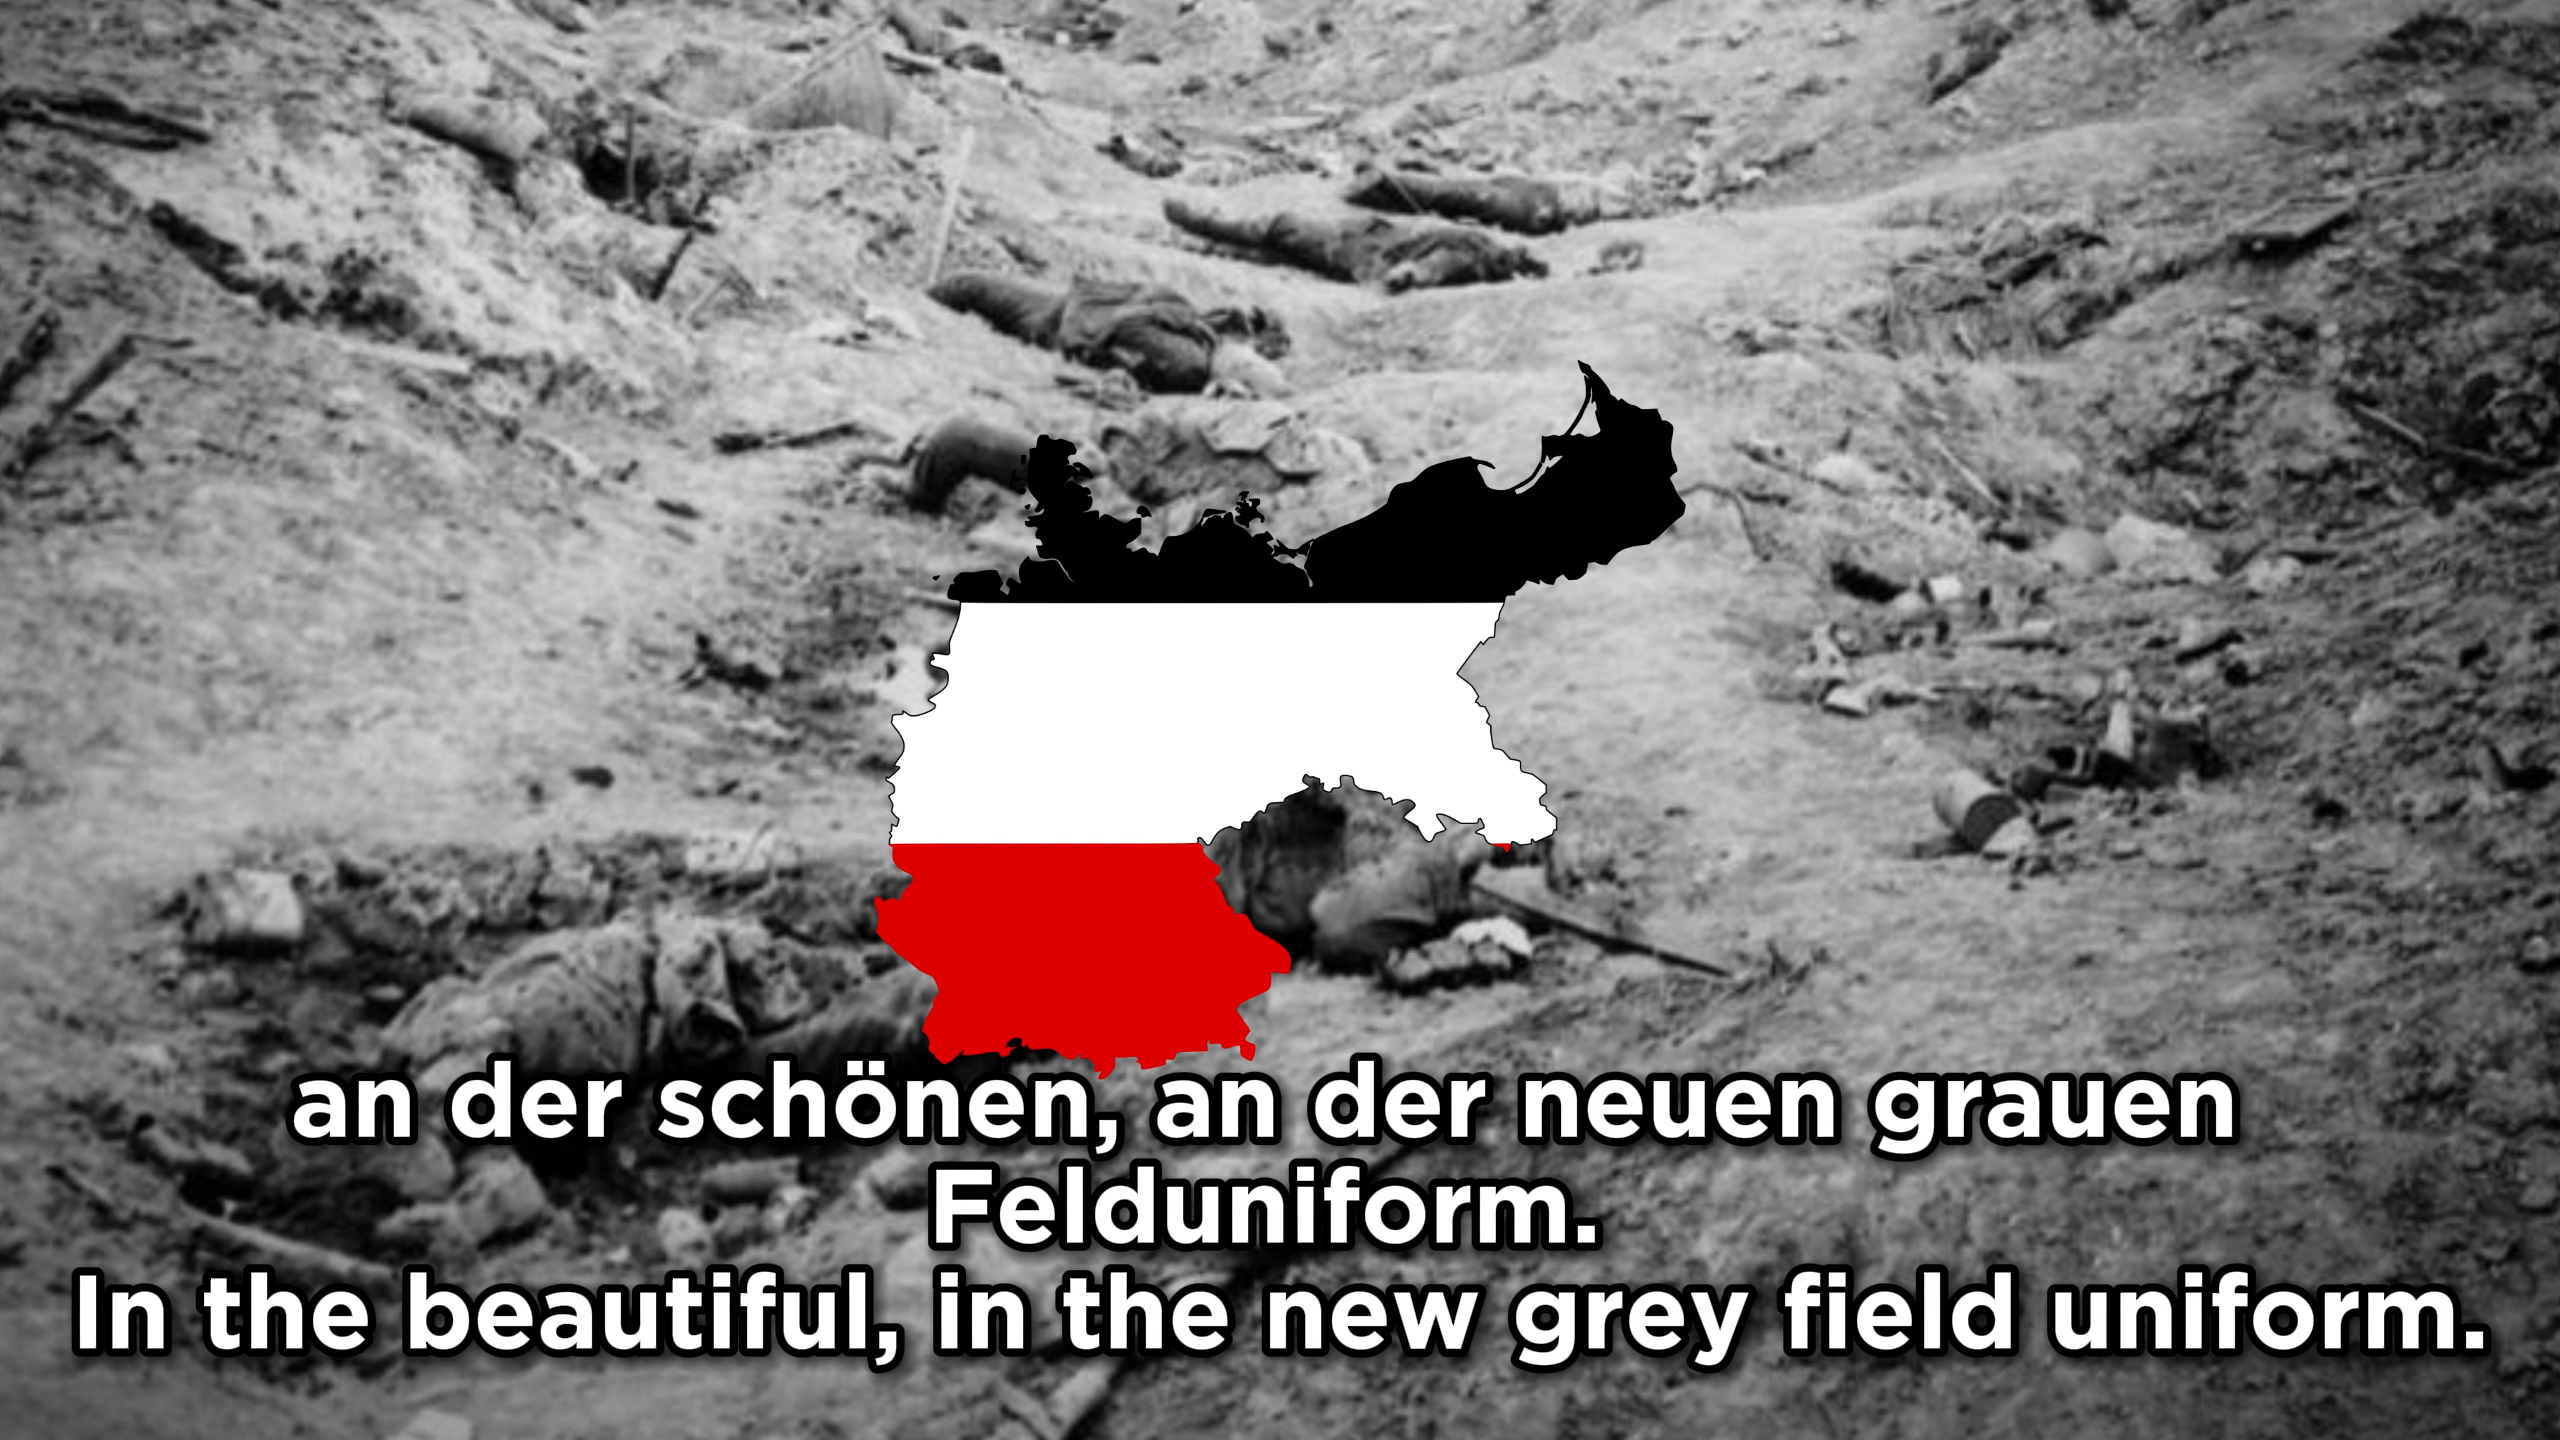 an der schönen, an der neuen grauen
Felduniform.
In the beautiful, in the new grey field uniform.